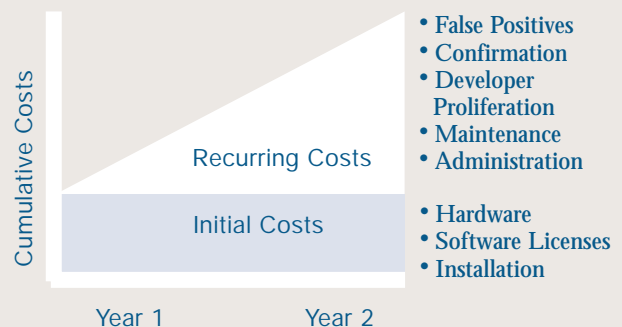 Cumulative Costs
Recurring Costs
Initial Costs
Year 1
Year 2
• False Positives
• Confirmation
• Developer
Proliferation
• Maintenance
• Administration
• Hardware
• Software Licenses
• Installation